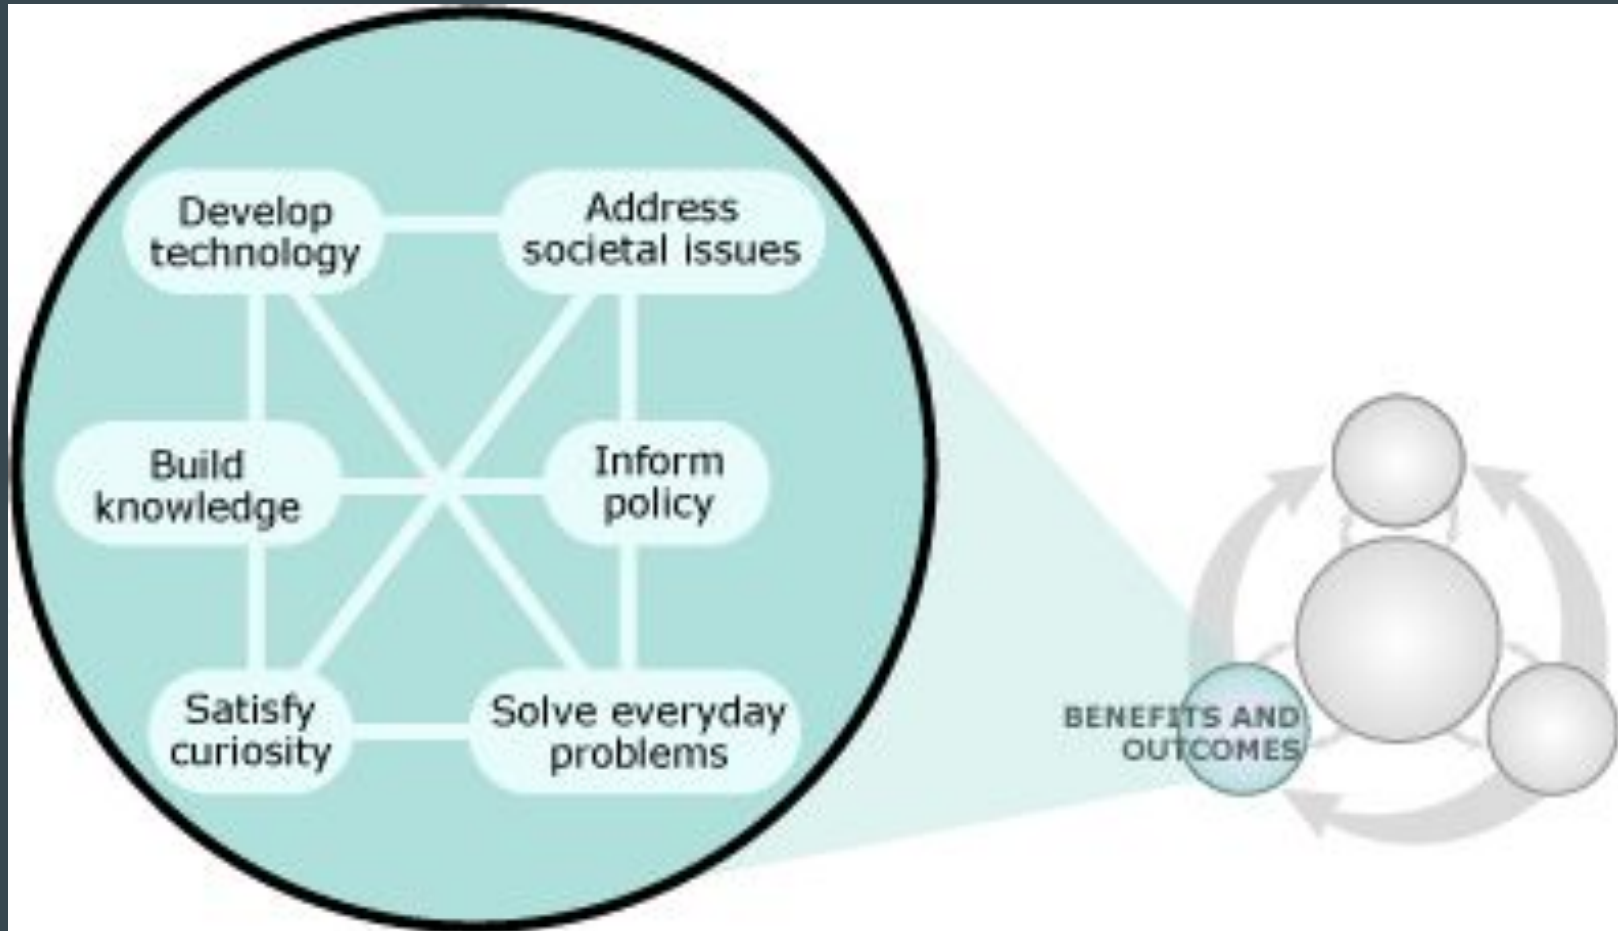 Develop
technology
Address
societal issues
Build
knowledge
Inform
policy
Satisfy
curiosity
Solve everyday
problems
BENEFITS AND
OUTCOMES